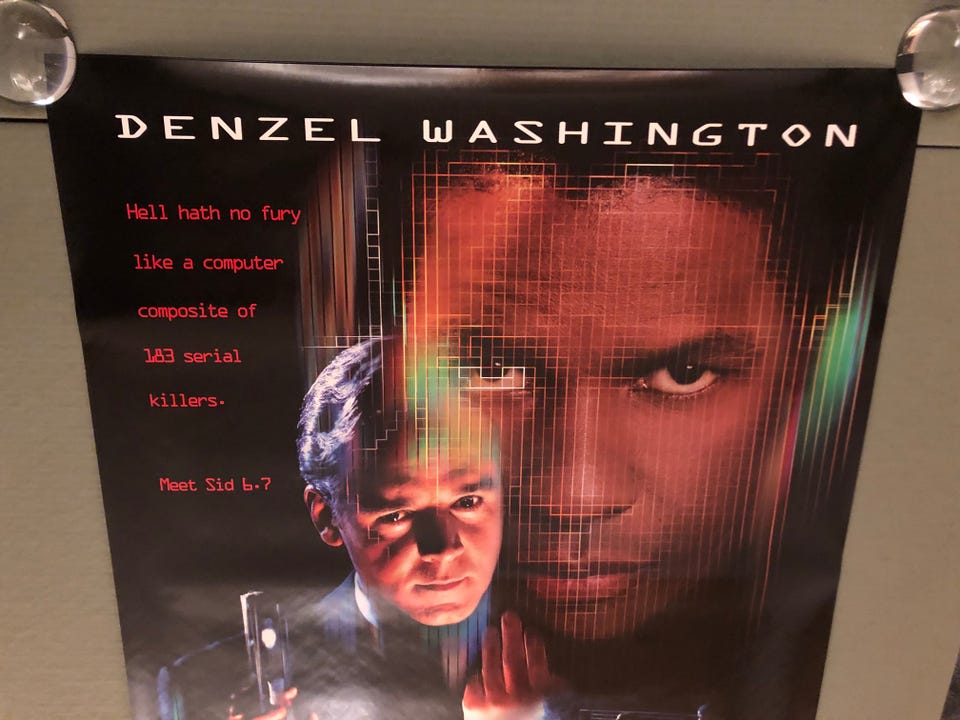 DENZEL WASHINGTON
Hell hath no fury
like a computer
composite of
183 serial
killers.
Meet Sid 6.7